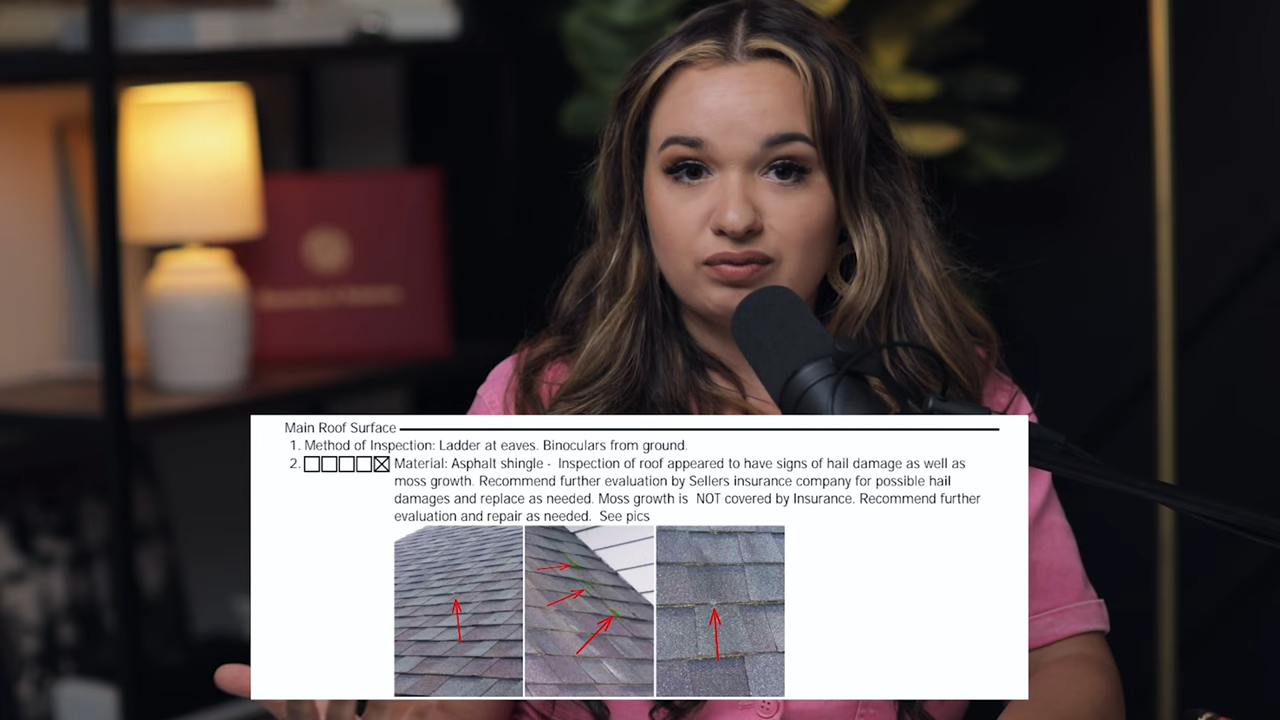 Main Roof Surface
1. Method of Inspection: Ladder at eaves. Binoculars from ground.
2. Material: Asphalt shingle - Inspection of roof appeared to have signs of hail damage as well as
moss growth. Recommend further evaluation by Sellers insurance company for possible hail
damages and replace as needed. Moss growth is NOT covered by Insurance. Recommend further
evaluation and repair as needed. See pics